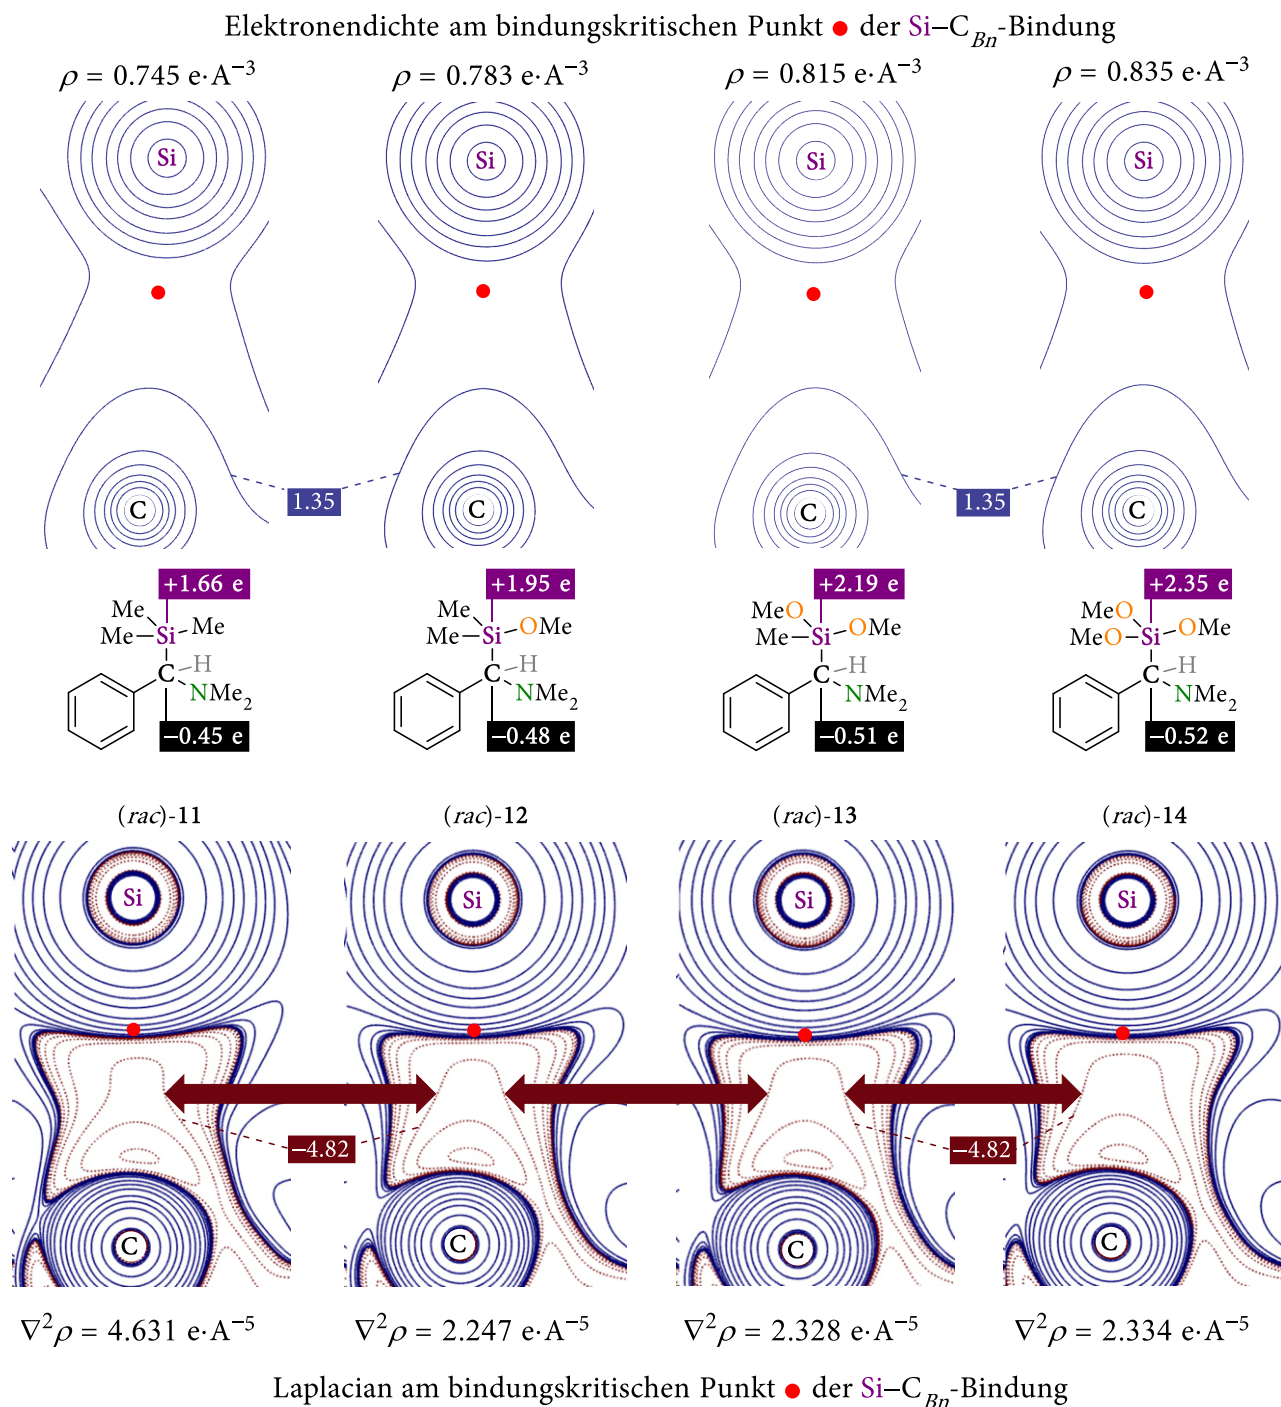 Elektronendichte am bindungskritischen Punkt ● der Si–C_Bn-Bindung
ρ = 0.745 e·A⁻³ ρ = 0.783 e·A⁻³ ρ = 0.815 e·A⁻³ ρ = 0.835 e·A⁻³
Si Si Si Si
1.35 1.35
C C C C
+1.66 e +1.95 e +2.19 e +2.35 e
Me Me MeO MeO
Me Si Me Me Si OMe Me Si OMe MeO Si OMe
C H C H C H C H
NMe₂ NMe₂ NMe₂ NMe₂
−0.45 e −0.48 e −0.51 e −0.52 e
(rac)-11 (rac)-12 (rac)-13 (rac)-14
Si Si Si Si
−4.82 −4.82
C C C C
∇²ρ = 4.631 e·A⁻⁵ ∇²ρ = 2.247 e·A⁻⁵ ∇²ρ = 2.328 e·A⁻⁵ ∇²ρ = 2.334 e·A⁻⁵
Laplacian am bindungskritischen Punkt ● der Si–C_Bn-Bindung